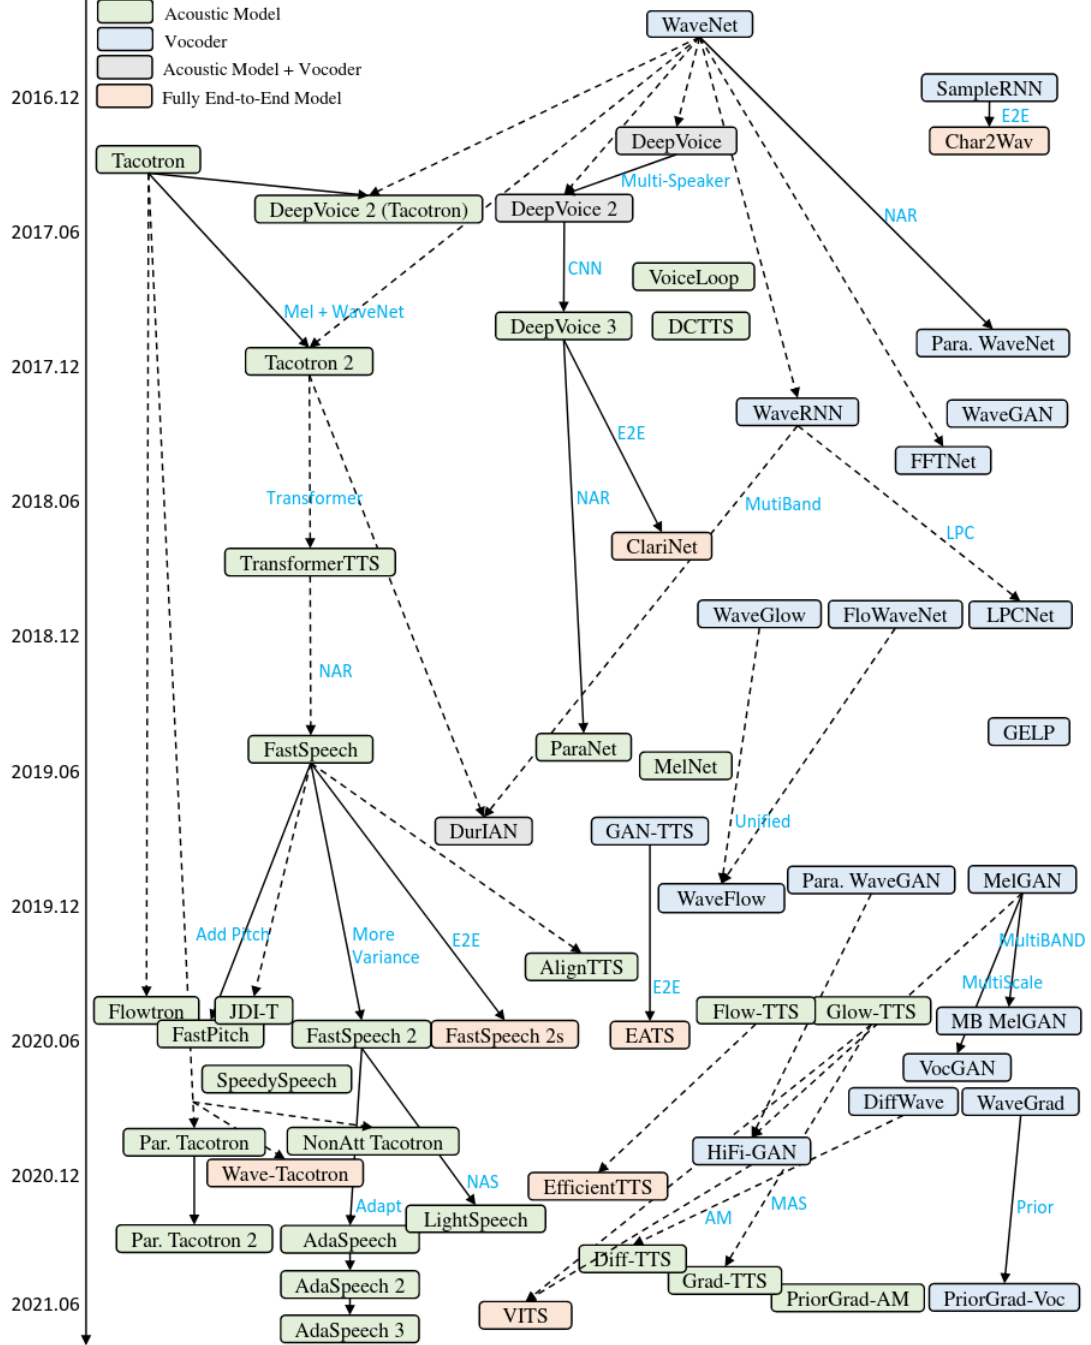 Acoustic Model
Vocoder
Acoustic Model + Vocoder
Fully End-to-End Model
WaveNet
2016.12
SampleRNN
E2E
Char2Wav
DeepVoice
Tacotron
Multi-Speaker
DeepVoice 2 (Tacotron)
DeepVoice 2
NAR
2017.06
CNN
VoiceLoop
Mel + WaveNet
DeepVoice 3
DCTTS
Para. WaveNet
2017.12
Tacotron 2
WaveRNN
WaveGAN
E2E
FFTNet
2018.06
Transformer
NAR
MutiBand
LPC
ClariNet
TransformerTTS
WaveGlow
FloWaveNet
LPCNet
2018.12
NAR
GELP
FastSpeech
ParaNet
MelNet
2019.06
DurIAN
GAN-TTS
Unified
Para. WaveGAN
MelGAN
WaveFlow
2019.12
Add Pitch
More
Variance
E2E
MultiBAND
AlignTTS
E2E
MultiScale
Flowtron
JDI-T
FastPitch
FastSpeech 2
FastSpeech 2s
EATS
Flow-TTS
Glow-TTS
MB MelGAN
2020.06
VocGAN
SpeedySpeech
DiffWave
WaveGrad
Par. Tacotron
NonAtt Tacotron
HiFi-GAN
Wave-Tacotron
2020.12
NAS
EfficientTTS
Adapt
LightSpeech
AM
MAS
Prior
Par. Tacotron 2
AdaSpeech
Diff-TTS
AdaSpeech 2
Grad-TTS
PriorGrad-AM
PriorGrad-Voc
2021.06
VITS
AdaSpeech 3